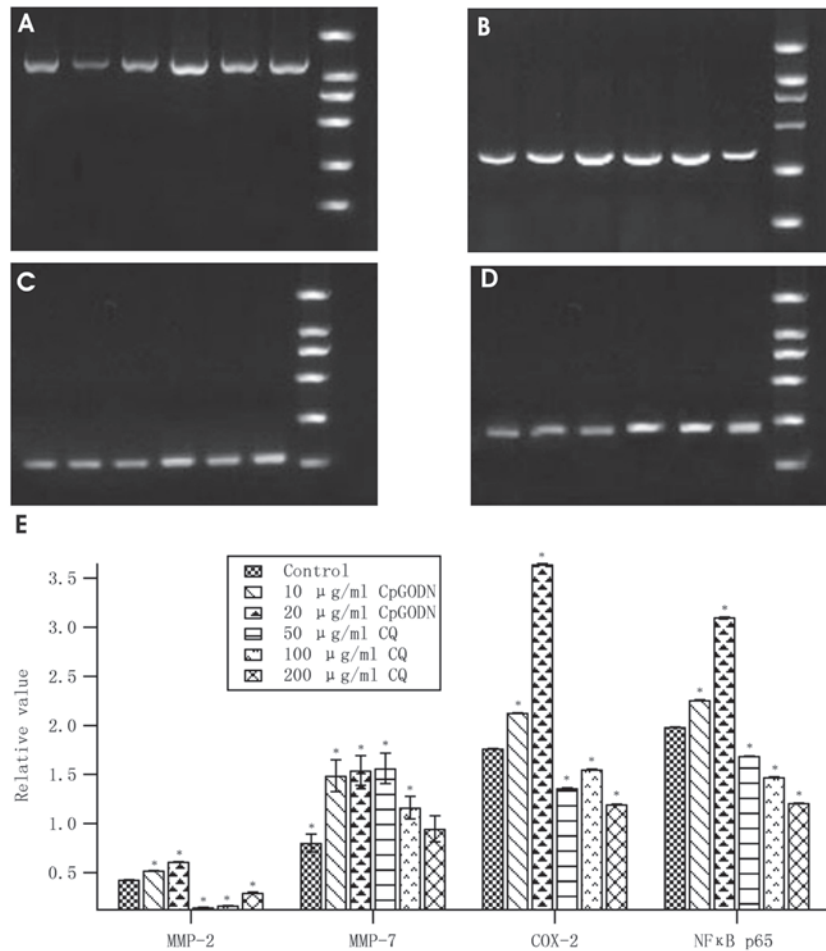 A
B
C
D
E
Relative value
3.5
3.0
2.5
2.0
1.5
1.0
0.5
Control
10 μg/ml CpGODN
20 μg/ml CpGODN
50 μg/ml CQ
100 μg/ml CQ
200 μg/ml CQ
* * * * * *
* * * * *
* * * * *
* * * * *
MMP-2 MMP-7 COX-2 NFκB p65